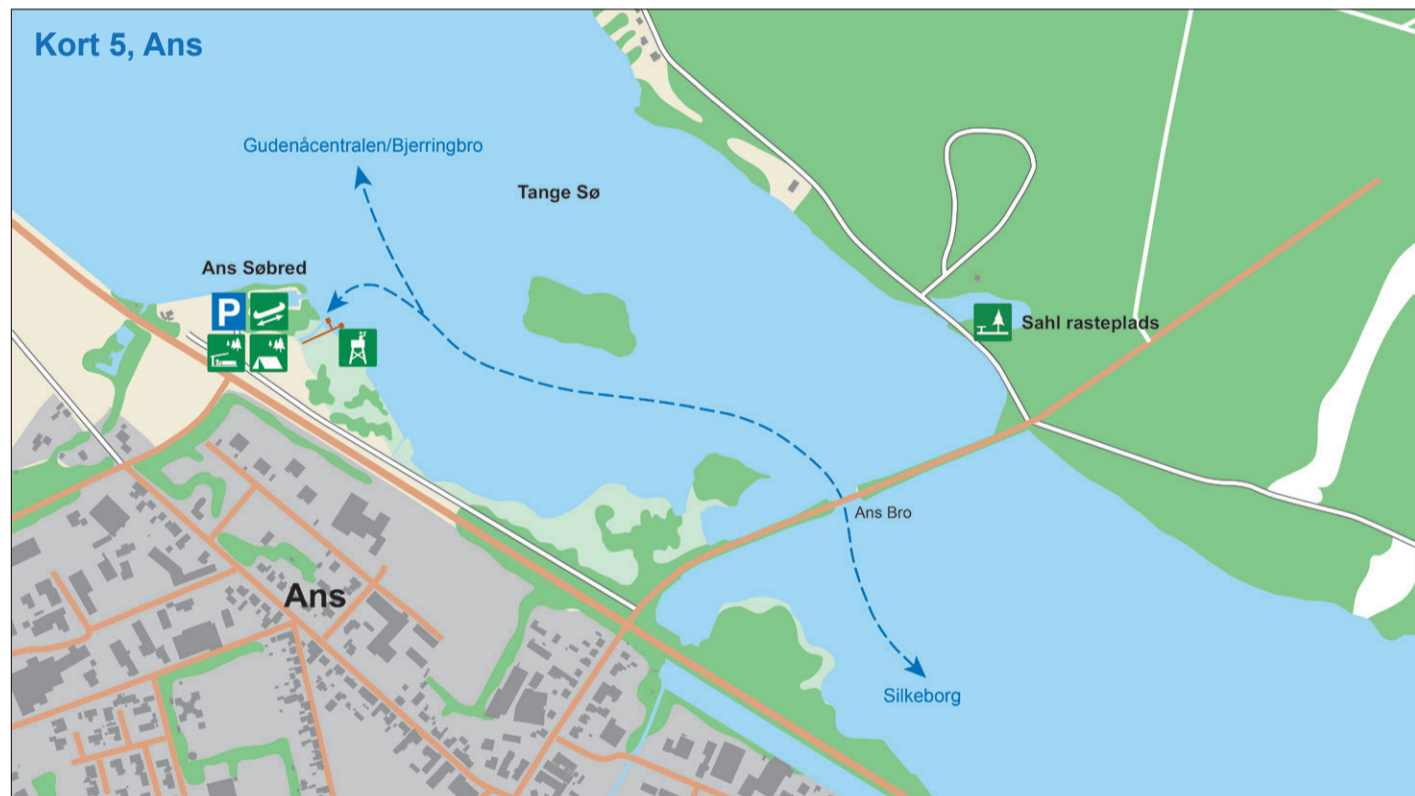 Kort 5, Ans
Gudenåcentralen/Bjerringbro
Tange Sø
Ans Søbred
P
Sahl rasteplads
Ans Bro
Ans
Silkeborg